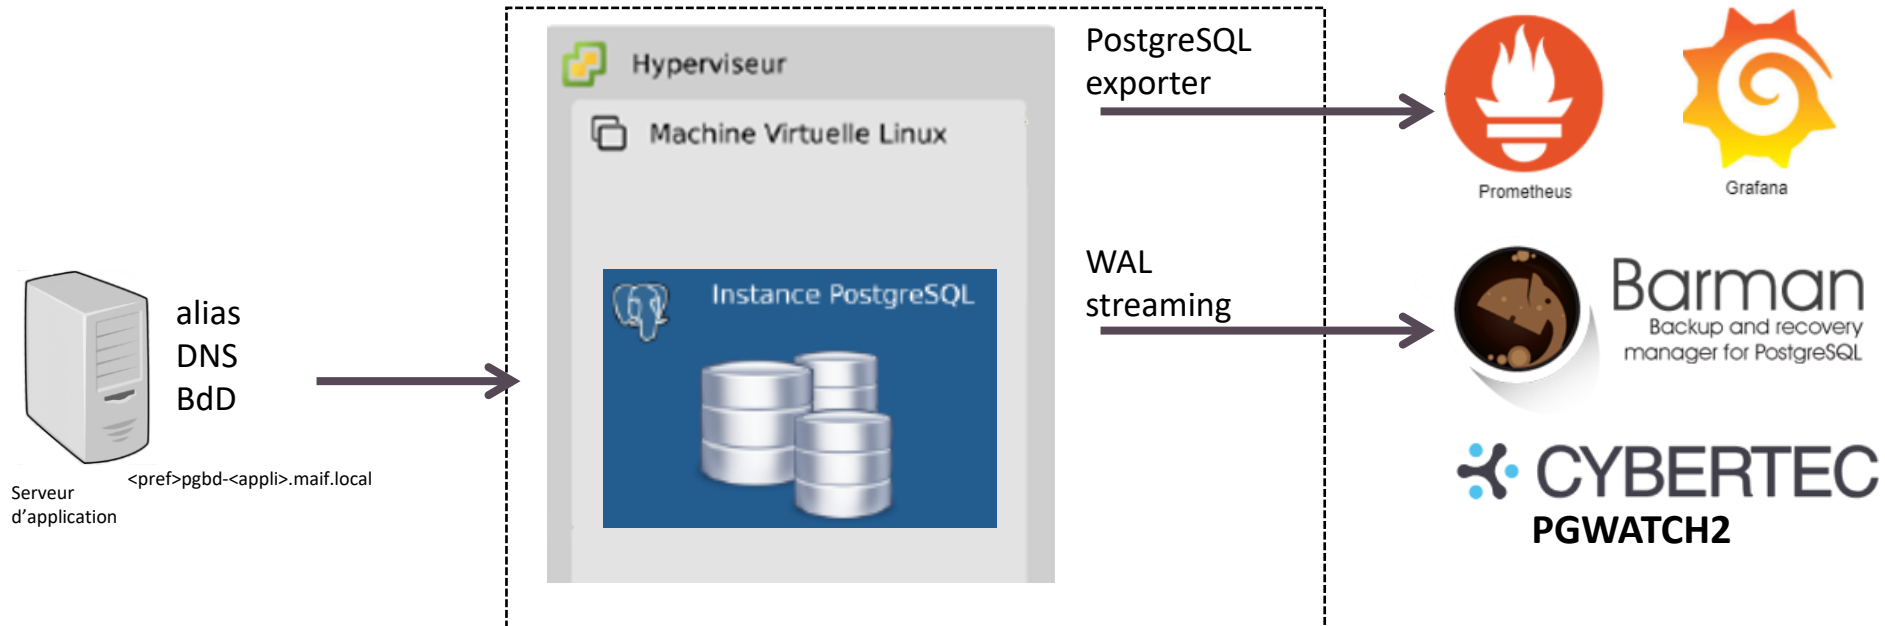 Hyperviseur
Machine Virtuelle Linux
Instance PostgreSQL
alias
DNS
BdD
<pref>pgbd-<appli>.maif.local
Serveur
d’application
PostgreSQL
exporter
WAL
streaming
Prometheus
Grafana
Barman
Backup and recovery
manager for PostgreSQL
CYBERTEC
PGWATCH2